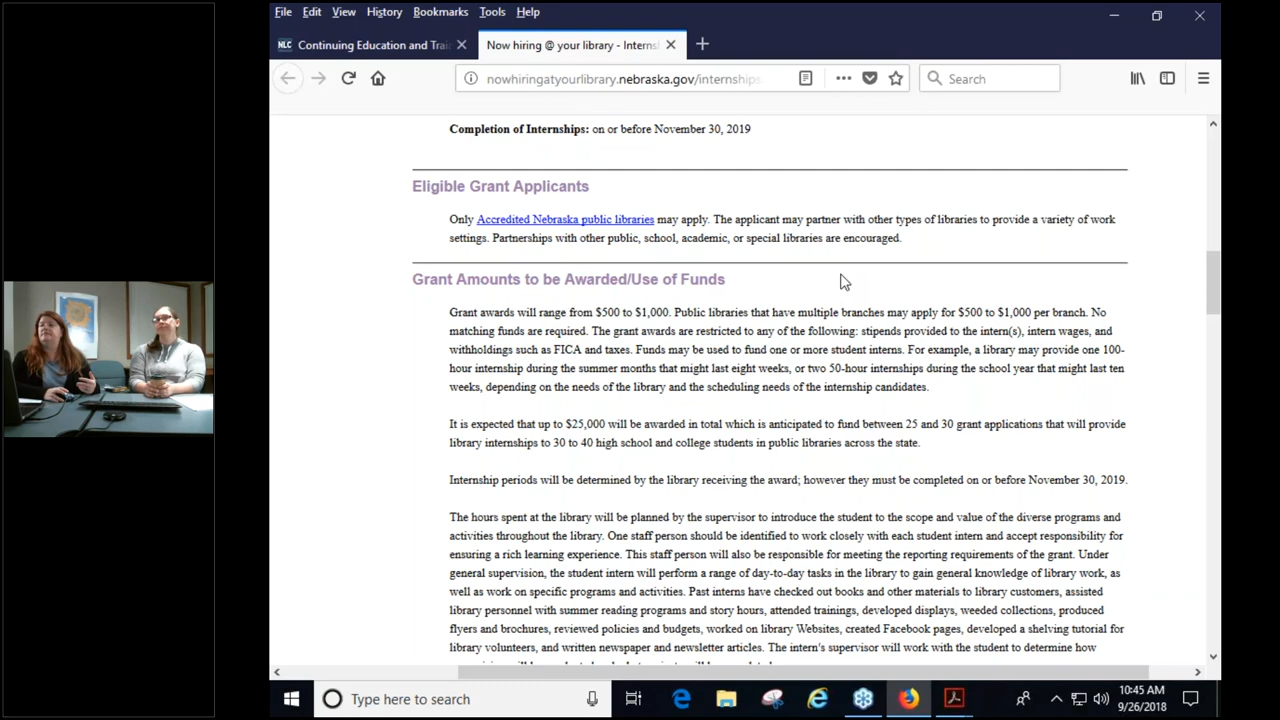 File Edit View History Bookmarks Tools Help
NLC Continuing Education and Trai
Now hiring @ your library - Interns
nowhiringatyourlibrary.nebraska.gov/internships
Search
Completion of Internships: on or before November 30, 2019
Eligible Grant Applicants
Only Accredited Nebraska public libraries may apply. The applicant may partner with other types of libraries to provide a variety of work
settings. Partnerships with other public, school, academic, or special libraries are encouraged.
Grant Amounts to be Awarded/Use of Funds
Grant awards will range from $500 to $1,000. Public libraries that have multiple branches may apply for $500 to $1,000 per branch. No
matching funds are required. The grant awards are restricted to any of the following: stipends provided to the intern(s), intern wages, and
withholdings such as FICA and taxes. Funds may be used to fund one or more student interns. For example, a library may provide one 100-
hour internship during the summer months that might last eight weeks, or two 50-hour internships during the school year that might last ten
weeks, depending on the needs of the library and the scheduling needs of the internship candidates.
It is expected that up to $25,000 will be awarded in total which is anticipated to fund between 25 and 30 grant applications that will provide
library internships to 30 to 40 high school and college students in public libraries across the state.
Internship periods will be determined by the library receiving the award; however they must be completed on or before November 30, 2019.
The hours spent at the library will be planned by the supervisor to introduce the student to the scope and value of the diverse programs and
activities throughout the library. One staff person should be identified to work closely with each student intern and accept responsibility for
ensuring a rich learning experience. This staff person will also be responsible for meeting the reporting requirements of the grant. Under
general supervision, the student intern will perform a range of day-to-day tasks in the library to gain general knowledge of library work, as
well as work on specific programs and activities. Past interns have checked out books and other materials to library customers, assisted
library personnel with summer reading programs and story hours, attended trainings, developed displays, weeded collections, produced
flyers and brochures, reviewed policies and budgets, worked on library Websites, created Facebook pages, developed a shelving tutorial for
library volunteers, and written newspaper and newsletter articles. The intern's supervisor will work with the student to determine how
Type here to search
10:45 AM
9/26/2018